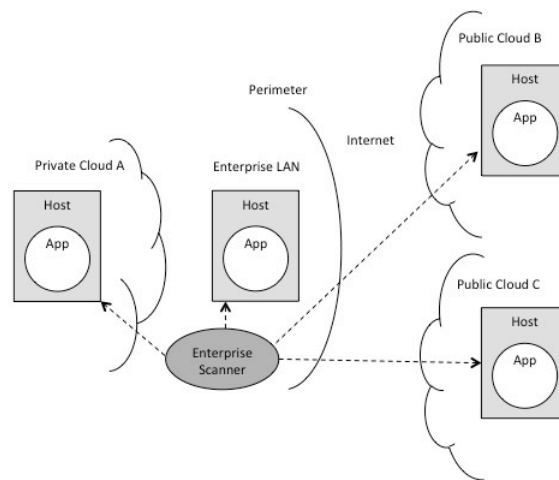 Public Cloud B
Host
App
Perimeter
Internet
Private Cloud A
Enterprise LAN
Host
App
Host
App
Public Cloud C
Host
App
Enterprise
Scanner